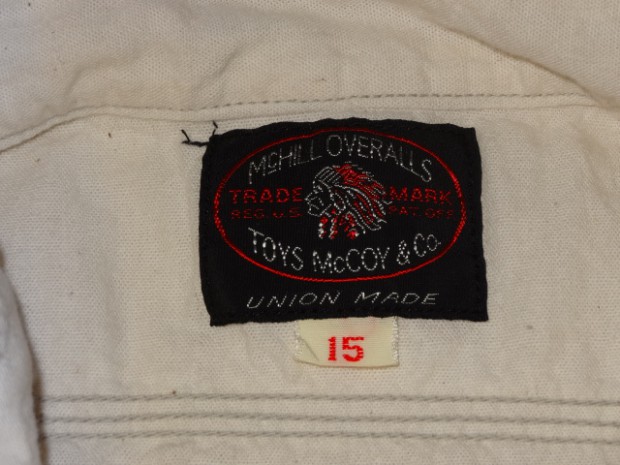 McHILL OVERALLS
TRADE MARK
REG. U.S. PAT. OFF
TOYS McCOY & Co.
UNION MADE
15